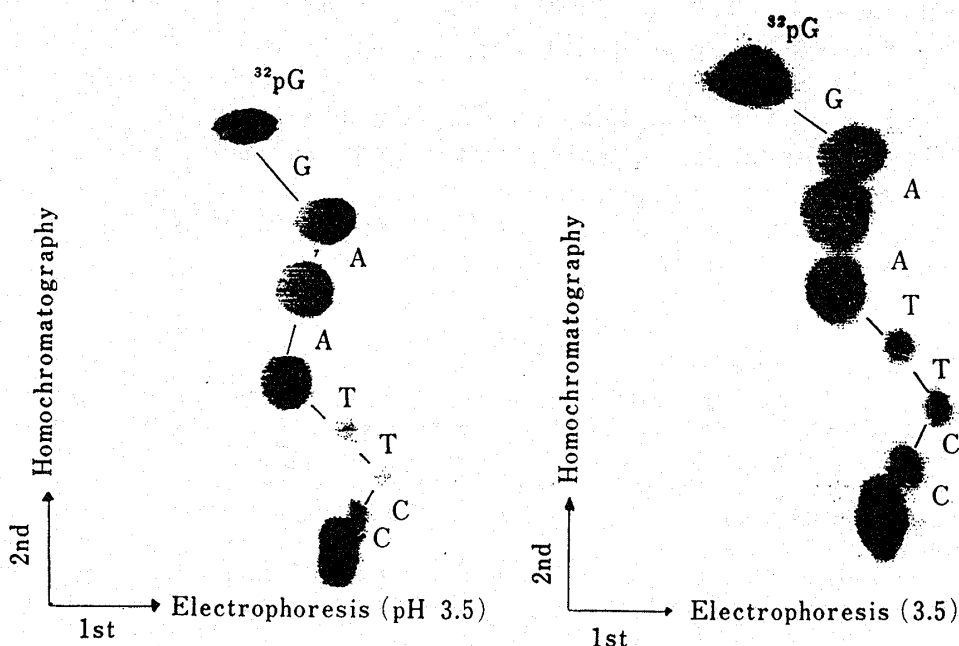 ³²pG
G
A
A
T
T
C
C
Homochromatography
2nd
1st
Electrophoresis (pH 3.5)
³²pG
G
A
A
T
T
C
C
Homochromatography
2nd
1st
Electrophoresis (3.5)